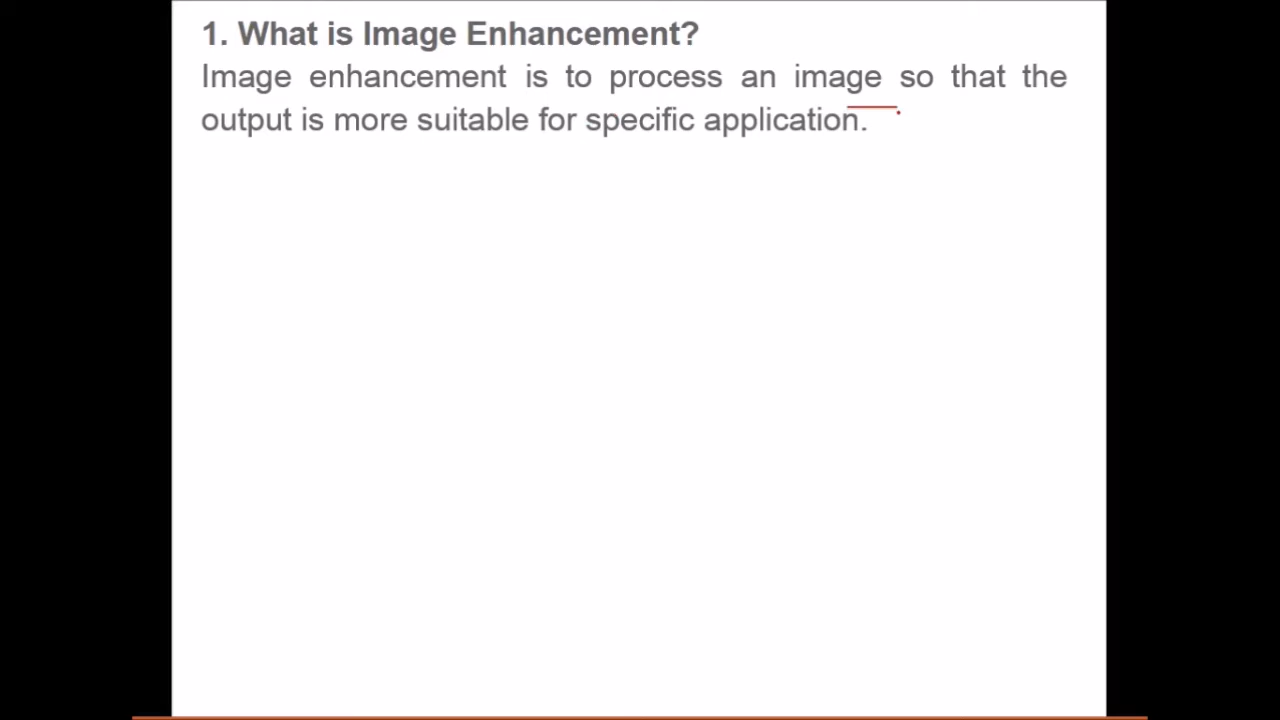 1. What is Image Enhancement?
Image enhancement is to process an image so that the
output is more suitable for specific application.